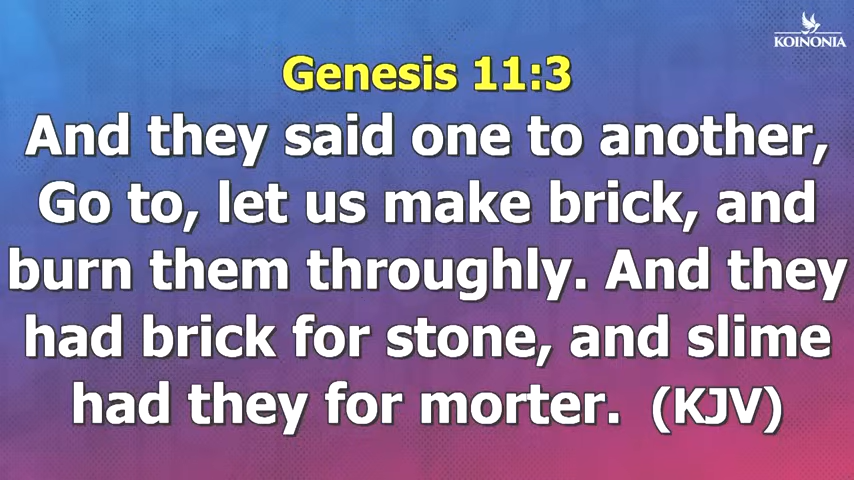 KOINONIA
Genesis 11:3
And they said one to another,
Go to, let us make brick, and
burn them throughly. And they
had brick for stone, and slime
had they for morter. (KJV)